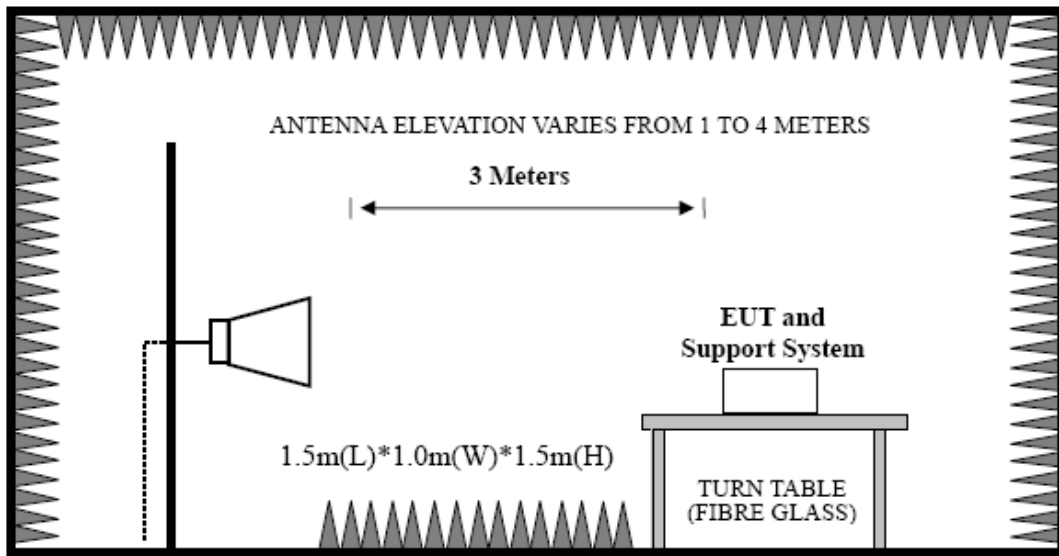 ANTENNA ELEVATION VARIES FROM 1 TO 4 METERS
3 Meters
EUT and
Support System
1.5m(L)*1.0m(W)*1.5m(H)
TURN TABLE
(FIBRE GLASS)